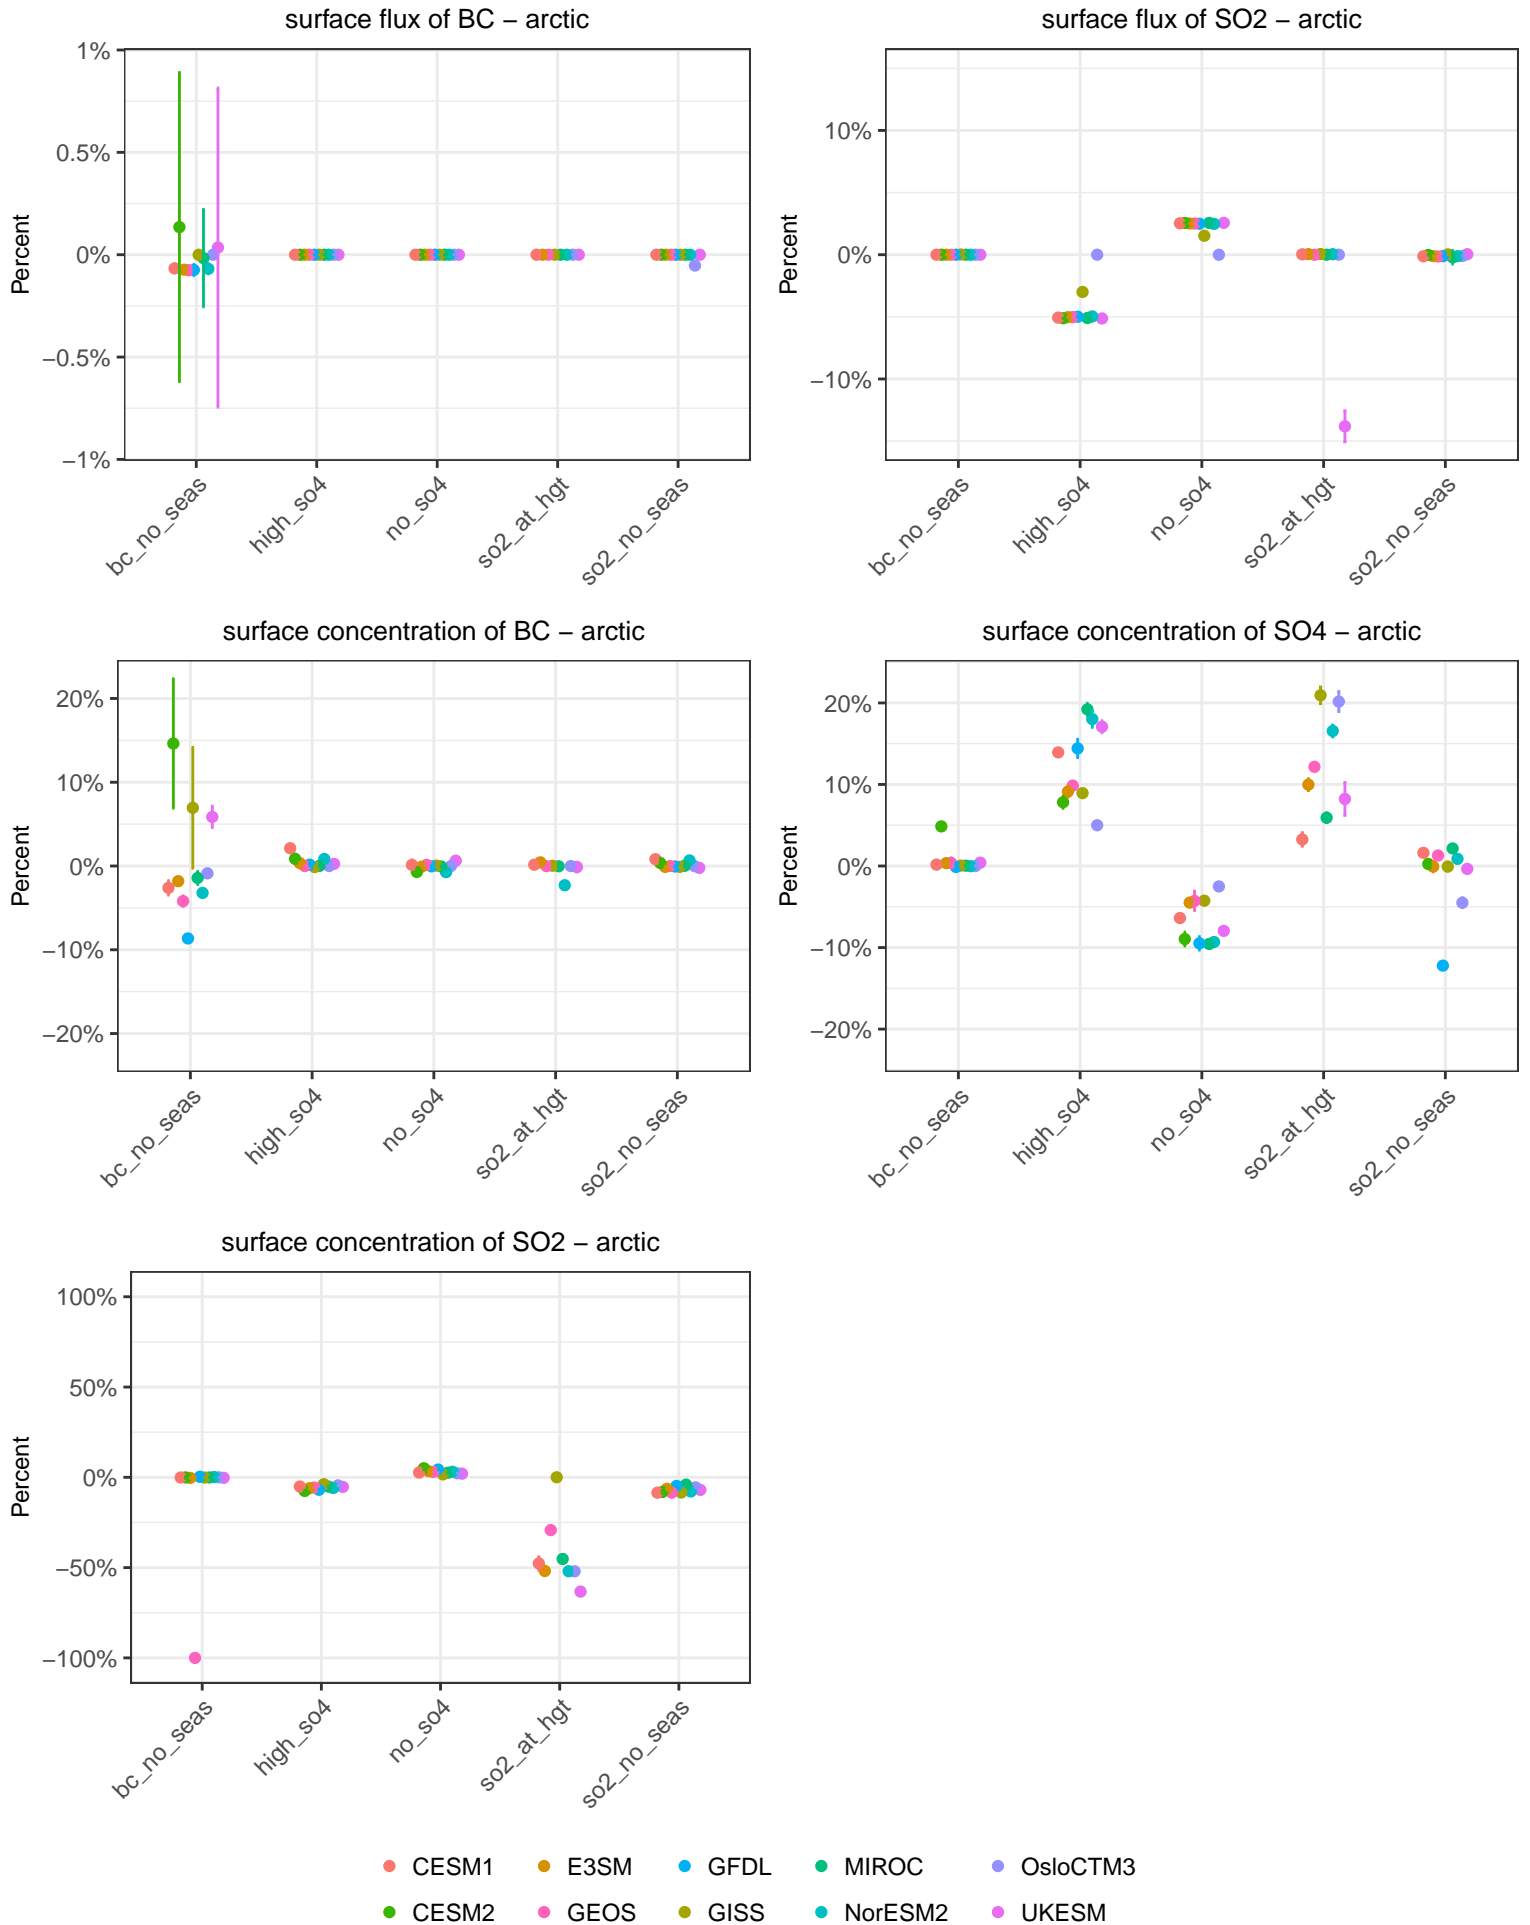 surface flux of BC – arctic
Percent
1%
0.5%
0%
−0.5%
−1%
bc_no_seas
high_so4
no_so4
so2_at_hgt
so2_no_seas
surface flux of SO2 – arctic
Percent
10%
0%
−10%
bc_no_seas
high_so4
no_so4
so2_at_hgt
so2_no_seas
surface concentration of BC – arctic
Percent
20%
10%
0%
−10%
−20%
bc_no_seas
high_so4
no_so4
so2_at_hgt
so2_no_seas
surface concentration of SO4 – arctic
Percent
20%
10%
0%
−10%
−20%
bc_no_seas
high_so4
no_so4
so2_at_hgt
so2_no_seas
surface concentration of SO2 – arctic
Percent
100%
50%
0%
−50%
−100%
bc_no_seas
high_so4
no_so4
so2_at_hgt
so2_no_seas
CESM1 E3SM GFDL MIROC OsloCTM3
CESM2 GEOS GISS NorESM2 UKESM